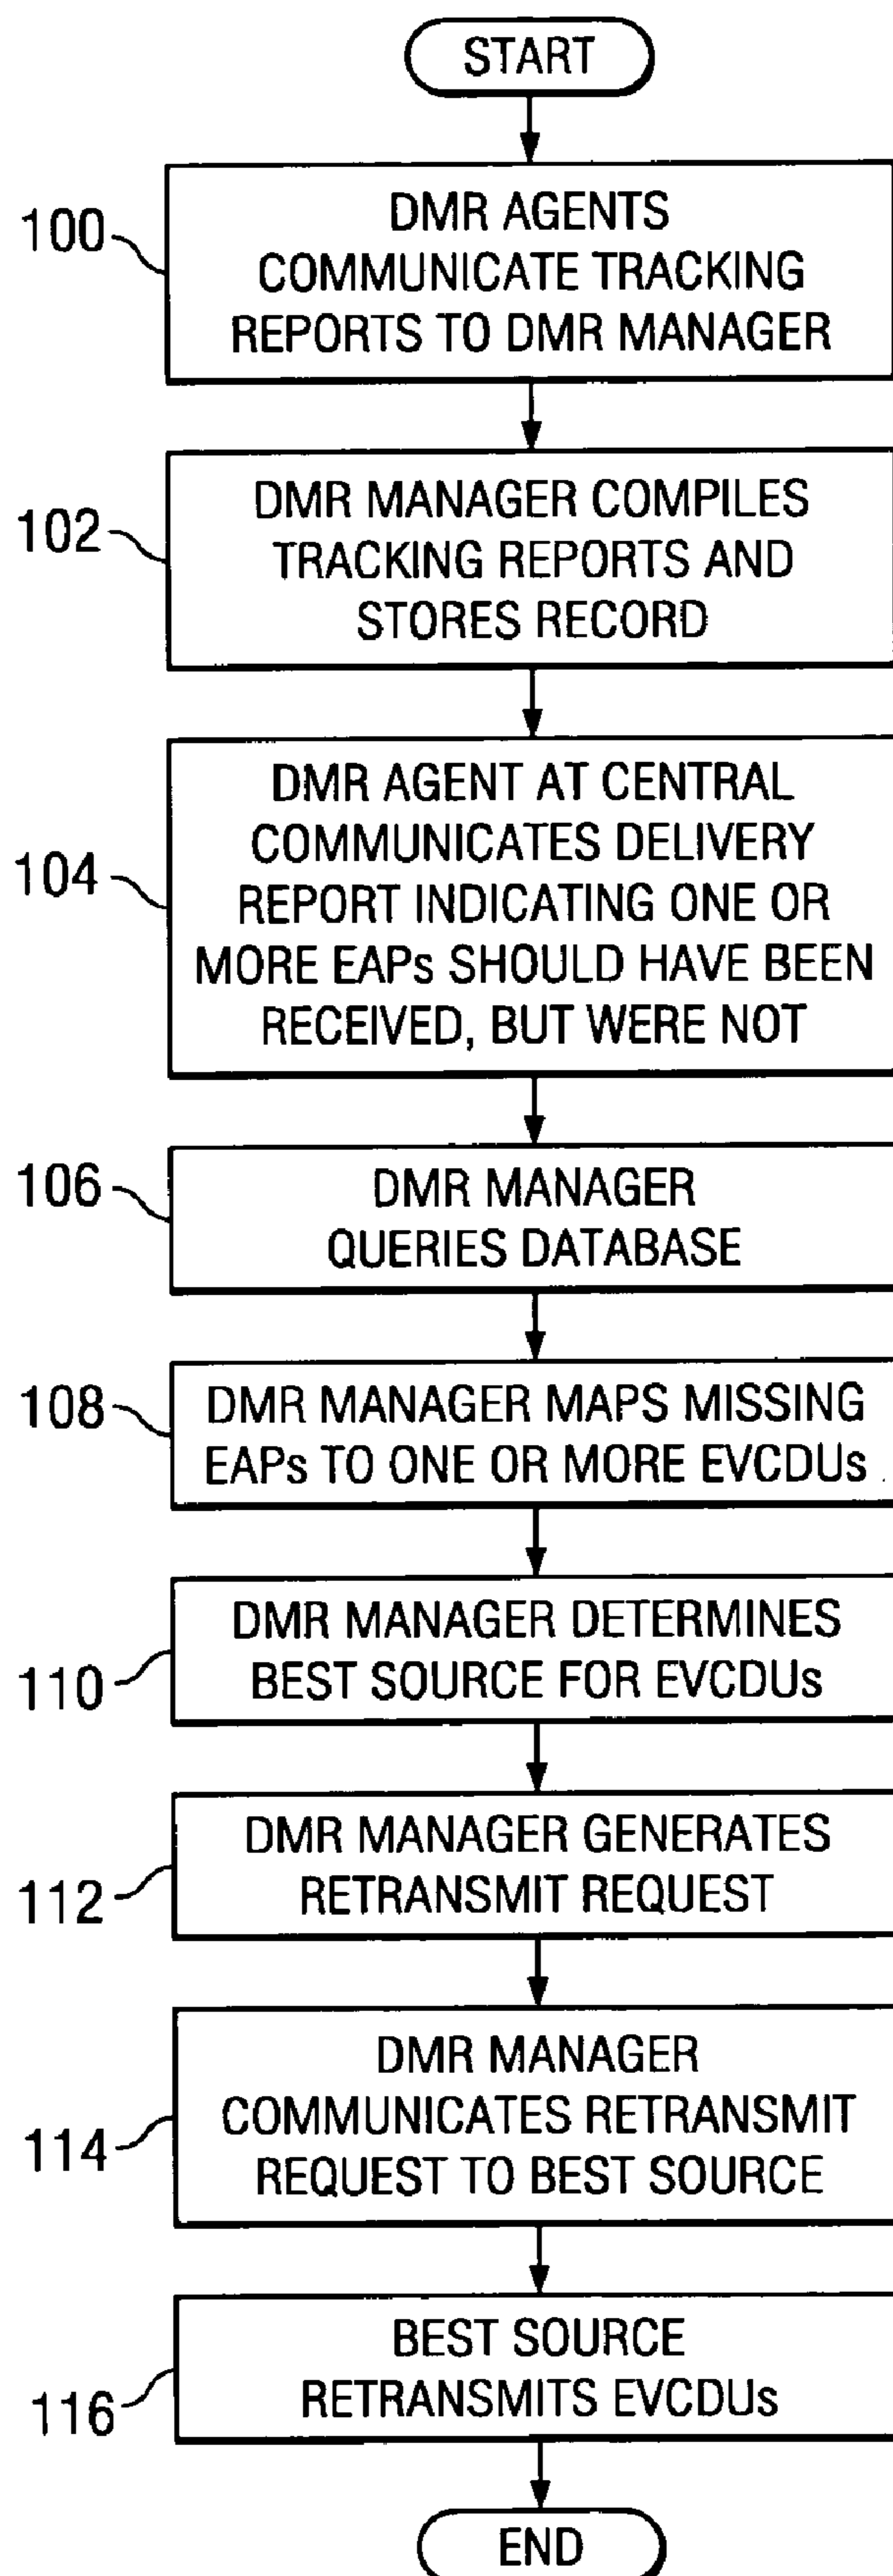 START
100
DMR AGENTS
COMMUNICATE TRACKING
REPORTS TO DMR MANAGER
102
DMR MANAGER COMPILES
TRACKING REPORTS AND
STORES RECORD
104
DMR AGENT AT CENTRAL
COMMUNICATES DELIVERY
REPORT INDICATING ONE OR
MORE EAPs SHOULD HAVE BEEN
RECEIVED, BUT WERE NOT
106
DMR MANAGER
QUERIES DATABASE
108
DMR MANAGER MAPS MISSING
EAPs TO ONE OR MORE EVCDUs
110
DMR MANAGER DETERMINES
BEST SOURCE FOR EVCDUs
112
DMR MANAGER GENERATES
RETRANSMIT REQUEST
114
DMR MANAGER
COMMUNICATES RETRANSMIT
REQUEST TO BEST SOURCE
116
BEST SOURCE
RETRANSMITS EVCDUs
END